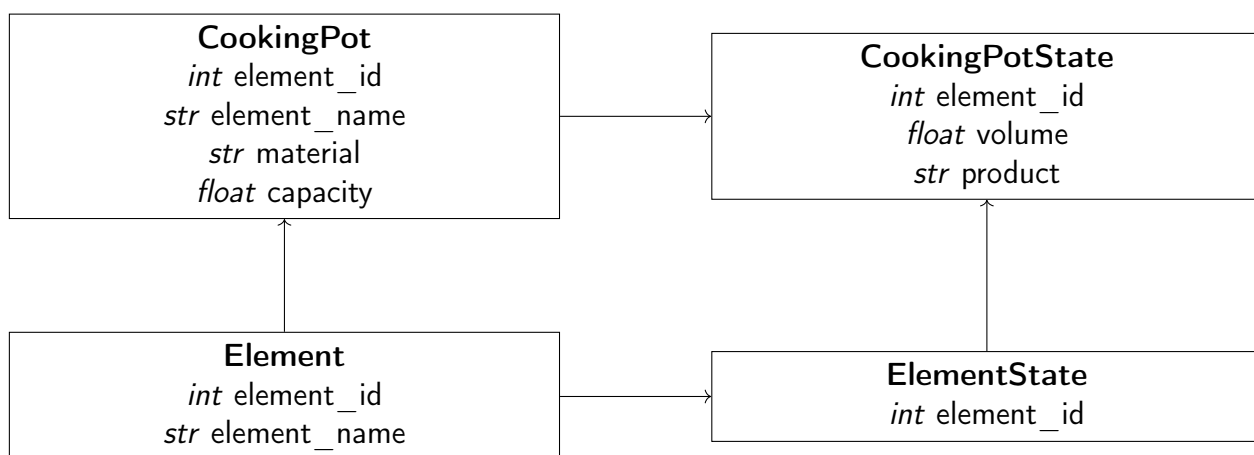 CookingPot
int element_id
str element_name
str material
float capacity
CookingPotState
int element_id
float volume
str product
Element
int element_id
str element_name
ElementState
int element_id